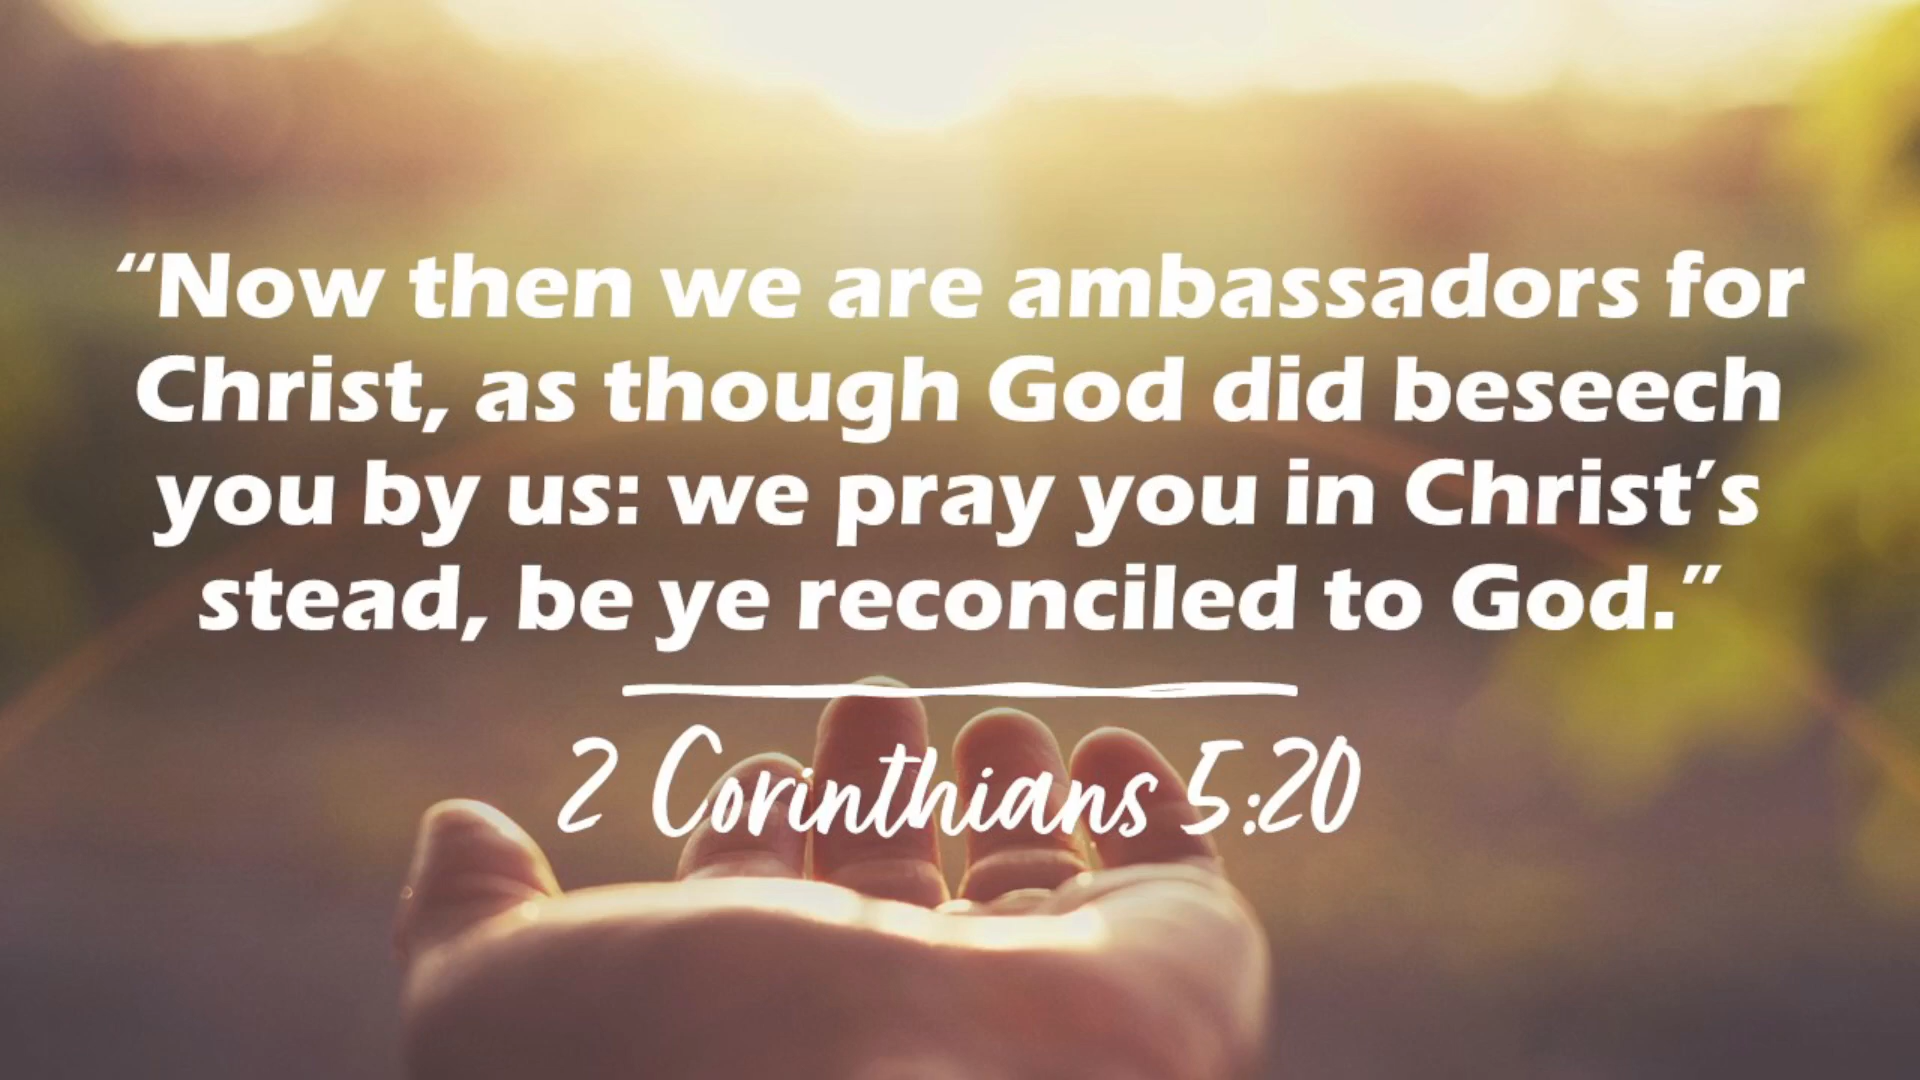 “Now then we are ambassadors for
Christ, as though God did beseech
you by us: we pray you in Christ’s
stead, be ye reconciled to God.”
2 Corinthians 5:20